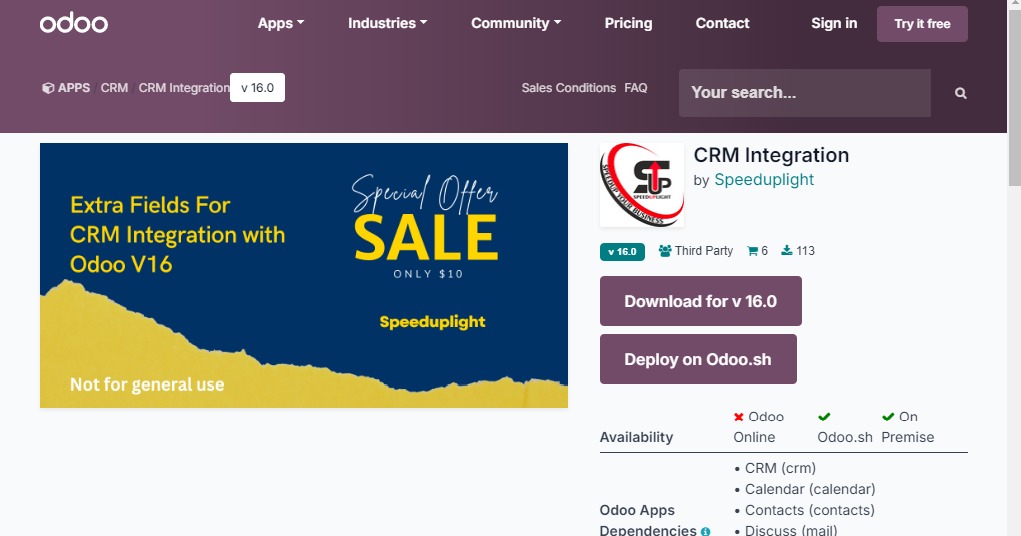 odoo
Apps Industries Community Pricing Contact Sign in Try it free
APPS CRM CRM Integration v 16.0 Sales Conditions FAQ Your search...
Extra Fields For
CRM Integration with
Odoo V16
Special Offer
SALE
ONLY $10
Speeduplight
Not for general use
SPEEDUP YOUR BUSINESS
SUP
SPEEDUPLIGHT
CRM Integration
by Speeduplight
v 16.0 Third Party 6 113
Download for v 16.0
Deploy on Odoo.sh
Availability
Odoo Online
Odoo.sh
On Premise
Odoo Apps
Dependencies
• CRM (crm)
• Calendar (calendar)
• Contacts (contacts)
• Discuss (mail)